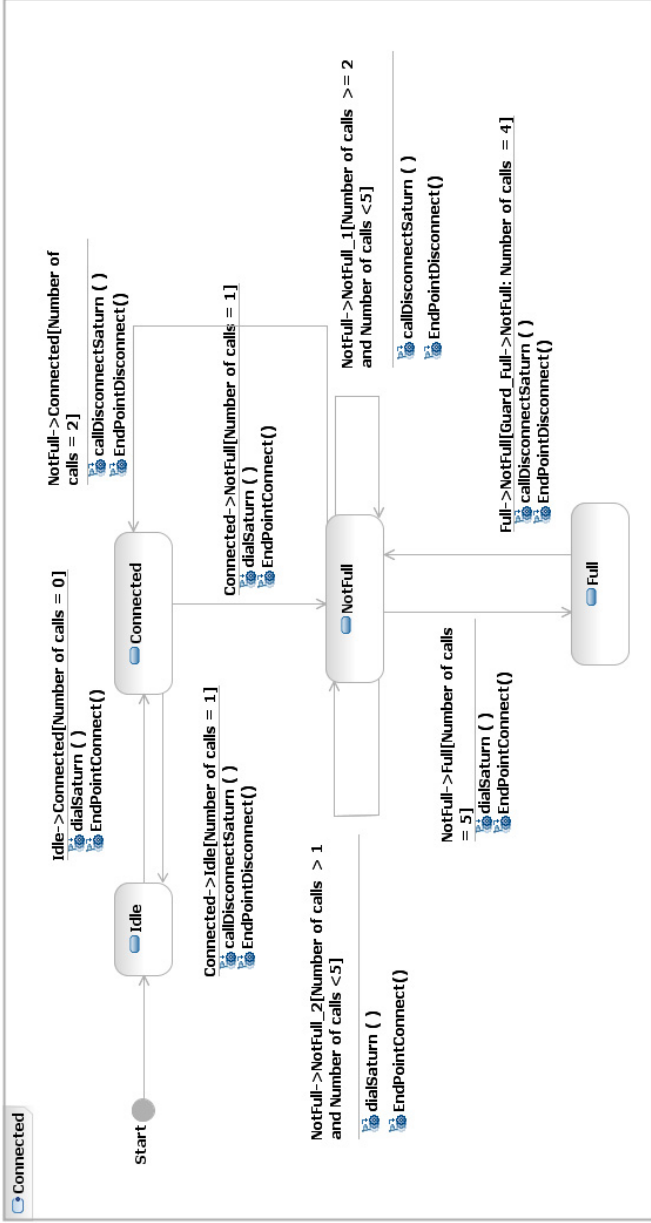 Connected
Start
Idle
Idle->Connected[Number of calls = 0]
dialSaturn ( )
EndPointConnect()
Connected->Idle[Number of calls = 1]
callDisconnectSaturn ( )
EndPointDisconnect()
Connected
NotFull->Connected[Number of
calls = 2]
callDisconnectSaturn ( )
EndPointDisconnect()
Connected->NotFull[Number of calls = 1]
dialSaturn ( )
EndPointConnect()
NotFull->NotFull_2[Number of calls > 1
and Number of calls <5]
dialSaturn ( )
EndPointConnect()
NotFull
NotFull->NotFull_1[Number of calls >= 2
and Number of calls <5]
callDisconnectSaturn ( )
EndPointDisconnect()
NotFull->Full[Number of calls
= 5]
dialSaturn ( )
EndPointConnect()
Full->NotFull[Guard_Full->NotFull: Number of calls = 4]
callDisconnectSaturn ( )
EndPointDisconnect()
Full